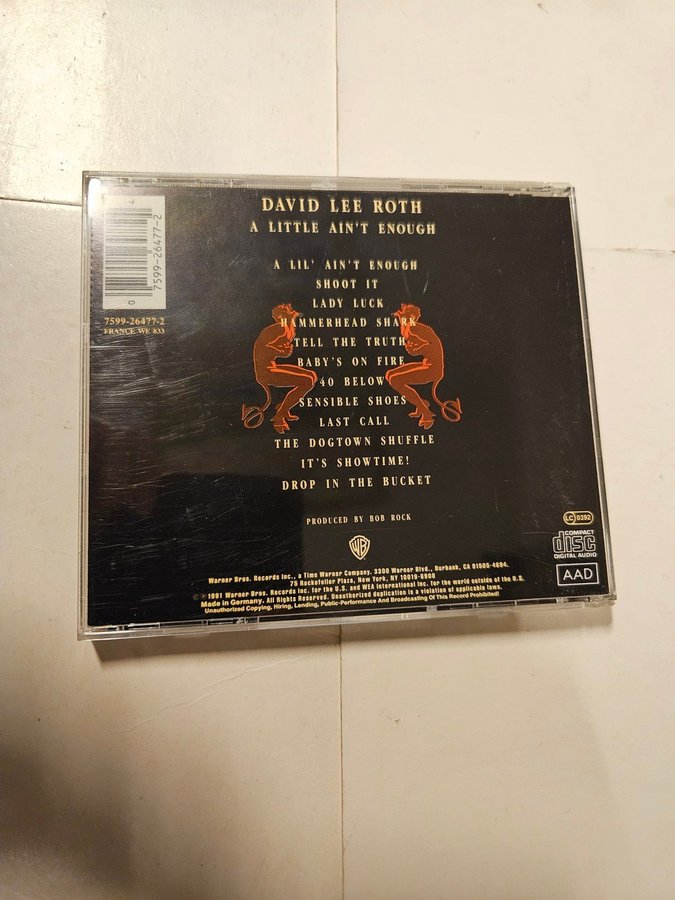 DAVID LEE ROTH
A LITTLE AIN'T ENOUGH
A LIL' AIN'T ENOUGH
SHOOT IT
LADY LUCK
HAMMERHEAD SHARK
TELL THE TRUTH
BABY'S ON FIRE
40 BELOW
SENSIBLE SHOES
LAST CALL
THE DOGTOWN SHUFFLE
IT'S SHOWTIME!
DROP IN THE BUCKET
PRODUCED BY BOB ROCK
4
0 7599-26477-2
7599-26477-2
FRANCE WE 833
WB
LC 0392
COMPACT
disc
DIGITAL AUDIO
AAD
Warner Bros. Records Inc., a Time Warner Company. 3300 Warner Blvd., Burbank, CA 91505-4694.
75 Rockefeller Plaza, New York, NY 10019-6908
℗ © 1991 Warner Bros. Records Inc. for the U.S. and WEA International Inc. for the world outside of the U.S.
Made in Germany. All Rights Reserved. Unauthorized duplication is a violation of applicable laws.
Unauthorized Copying, Hiring, Lending, Public-Performance And Broadcasting Of This Record Prohibited!